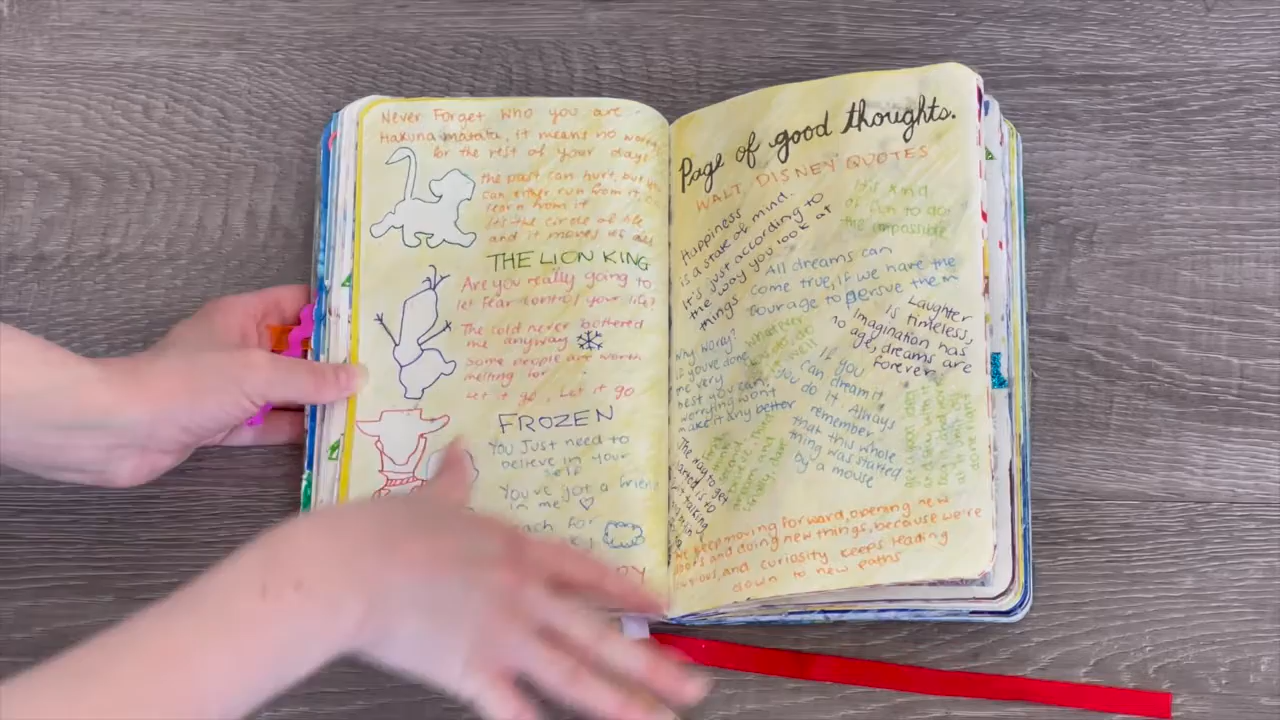 Never Forget who you are
Hakuna matata, it means no worry
for the rest of your days
the past can hurt, but
can either run from it, or
learn from it
it's the circle of life
and it moves us all
THE LION KING
Are you really going to
let fear control your life?
The cold never bothered
me anyway
Some people are worth
melting for
Let it go, Let it go
FROZEN
You Just need to
believe in your
self
You've got a friend
in me
for
Page of good thoughts.
WALT DISNEY QUOTES
Happiness
is a state of mind.
It's just according to
the way you look at
things
It's kind
of fun to do
the impossible
All dreams can
come true, if we have the
courage to persue them
Laughter
is timeless,
Imagination has
no age, dreams are
forever
Why worry?
if you've done
the very
best you can,
worrying wont
make it any better
Whatever
you do, do
well
If you
can dream it
you do it. Always
remember
that this whole
thing was started
by a mouse
The way to get
started is to
talking
We keep moving forward, opening new
doors and doing new things, because we're
curious, and curiosity keeps leading
down to new paths